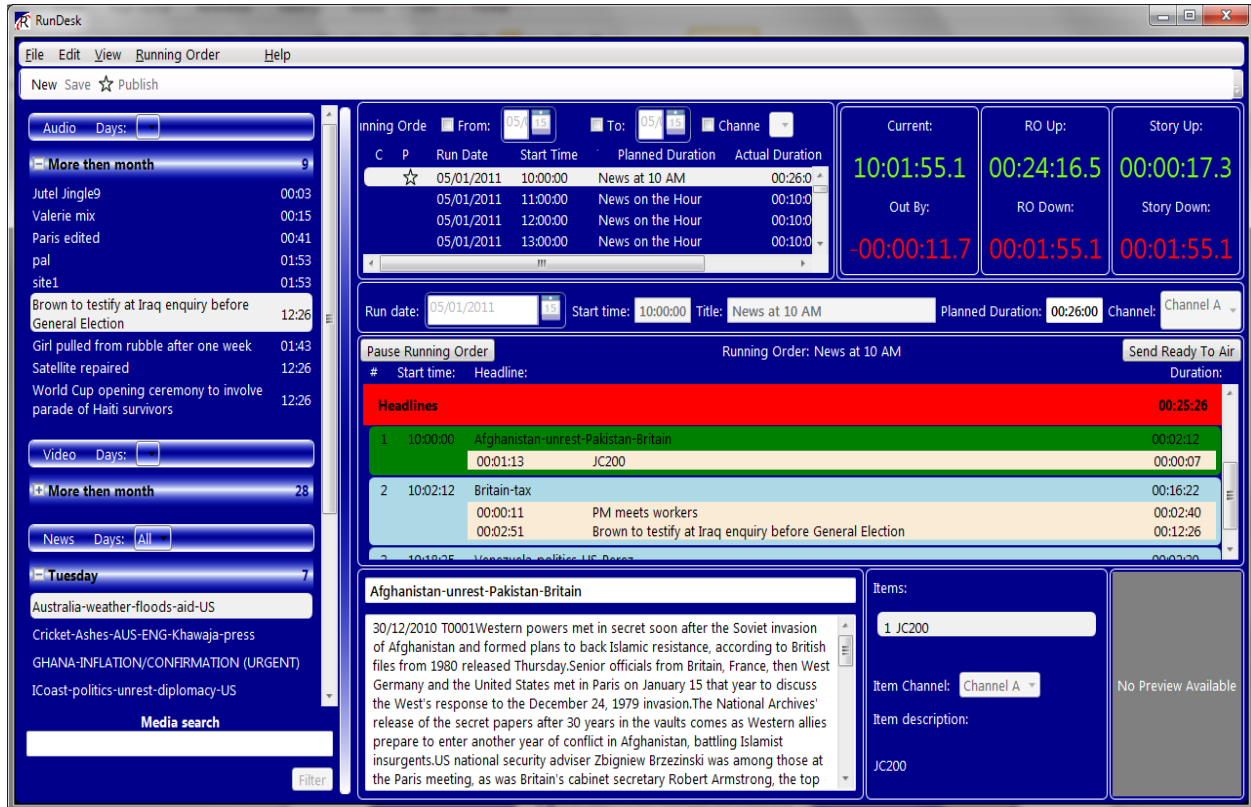 RunDesk
File Edit View Running Order Help
New Save ☆ Publish
Audio Days:
More then month 9
Jutel Jingle9 00:03
Valerie mix 00:15
Paris edited 00:41
pal 01:53
site1 01:53
Brown to testify at Iraq enquiry before
General Election 12:26
Girl pulled from rubble after one week 01:43
Satellite repaired 12:26
World Cup opening ceremony to involve
parade of Haiti survivors 12:26
Video Days:
More then month 28
News Days: All
Tuesday 7
Australia-weather-floods-aid-US
Cricket-Ashes-AUS-ENG-Khawaja-press
GHANA-INFLATION/CONFIRMATION (URGENT)
ICoast-politics-unrest-diplomacy-US
Media search
Filter
nning Orde From: 05/ 15 To: 05/ 15 Channe
C P Run Date Start Time Planned Duration Actual Duration
☆ 05/01/2011 10:00:00 News at 10 AM 00:26:0
05/01/2011 11:00:00 News on the Hour 00:10:0
05/01/2011 12:00:00 News on the Hour 00:10:0
05/01/2011 13:00:00 News on the Hour 00:10:0
Current: RO Up: Story Up:
10:01:55.1 00:24:16.5 00:00:17.3
Out By: RO Down: Story Down:
-00:00:11.7 00:01:55.1 00:01:55.1
Run date: 05/01/2011 15 Start time: 10:00:00 Title: News at 10 AM Planned Duration: 00:26:00 Channel: Channel A
Pause Running Order Running Order: News at 10 AM Send Ready To Air
# Start time: Headline: Duration:
Headlines 00:25:26
1 10:00:00 Afghanistan-unrest-Pakistan-Britain 00:02:12
00:01:13 JC200 00:00:07
2 10:02:12 Britain-tax 00:16:22
00:00:11 PM meets workers 00:02:40
00:02:51 Brown to testify at Iraq enquiry before General Election 00:12:26
Afghanistan-unrest-Pakistan-Britain
30/12/2010 T0001Western powers met in secret soon after the Soviet invasion
of Afghanistan and formed plans to back Islamic resistance, according to British
files from 1980 released Thursday.Senior officials from Britain, France, then West
Germany and the United States met in Paris on January 15 that year to discuss
the West's response to the December 24, 1979 invasion.The National Archives'
release of the secret papers after 30 years in the vaults comes as Western allies
prepare to enter another year of conflict in Afghanistan, battling Islamist
insurgents.US national security adviser Zbigniew Brzezinski was among those at
the Paris meeting, as was Britain's cabinet secretary Robert Armstrong, the top
Items:
1 JC200
Item Channel: Channel A
Item description:
JC200
No Preview Available